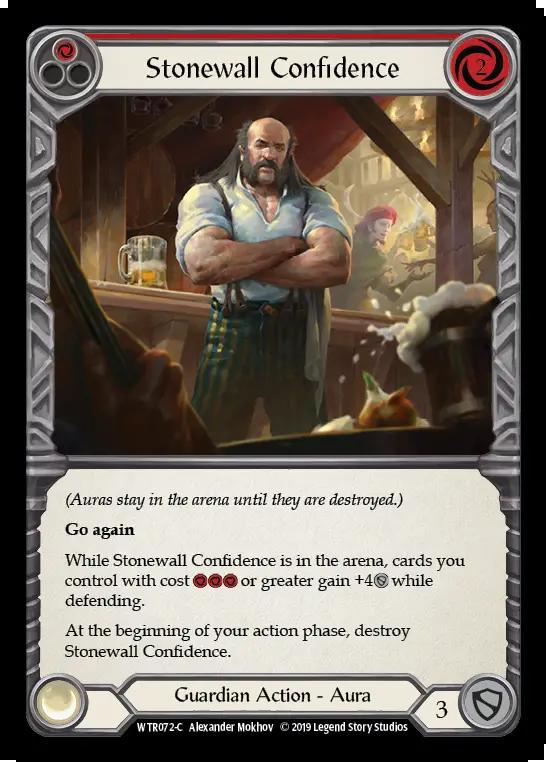 Stonewall Confidence
2
(Auras stay in the arena until they are destroyed.)
Go again
While Stonewall Confidence is in the arena, cards you
control with cost or greater gain +4 while
defending.
At the beginning of your action phase, destroy
Stonewall Confidence.
Guardian Action - Aura
3
WTR072-C Alexander Mokhov © 2019 Legend Story Studios